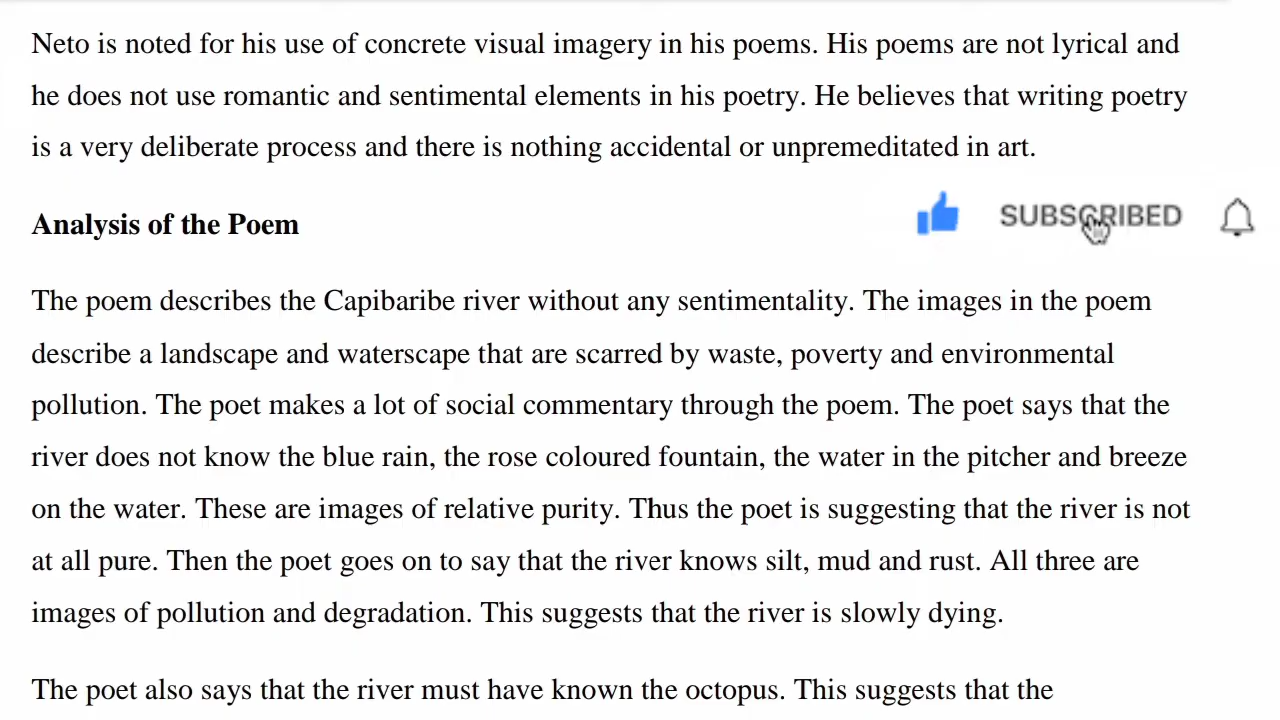 Neto is noted for his use of concrete visual imagery in his poems. His poems are not lyrical and
he does not use romantic and sentimental elements in his poetry. He believes that writing poetry
is a very deliberate process and there is nothing accidental or unpremeditated in art.
Analysis of the Poem
SUBSCRIBED
The poem describes the Capibaribe river without any sentimentality. The images in the poem
describe a landscape and waterscape that are scarred by waste, poverty and environmental
pollution. The poet makes a lot of social commentary through the poem. The poet says that the
river does not know the blue rain, the rose coloured fountain, the water in the pitcher and breeze
on the water. These are images of relative purity. Thus the poet is suggesting that the river is not
at all pure. Then the poet goes on to say that the river knows silt, mud and rust. All three are
images of pollution and degradation. This suggests that the river is slowly dying.
The poet also says that the river must have known the octopus. This suggests that the